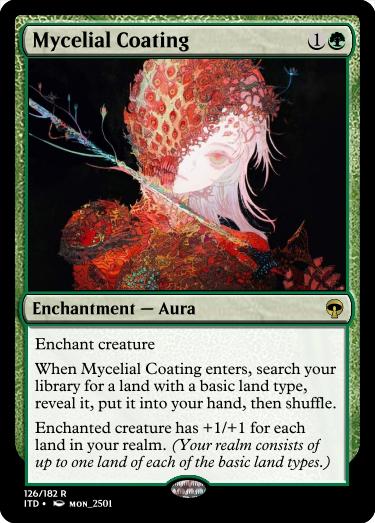 Mycelial Coating 1
Enchantment — Aura
Enchant creature
When Mycelial Coating enters, search your
library for a land with a basic land type,
reveal it, put it into your hand, then shuffle.
Enchanted creature has +1/+1 for each
land in your realm. (Your realm consists of
up to one land of each of the basic land types.)
126/182 R
ITD • MON_2501